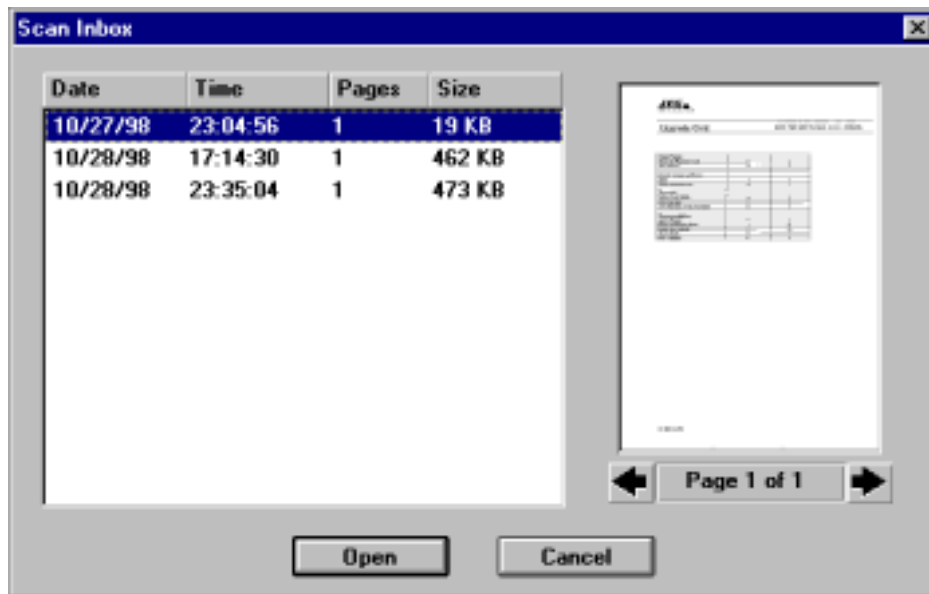 Scan Inbox
Date Time Pages Size
10/27/98 23:04:56 1 19 KB
10/28/98 17:14:30 1 462 KB
10/28/98 23:35:04 1 473 KB
Upgrade Grid
Page 1 of 1
Open Cancel